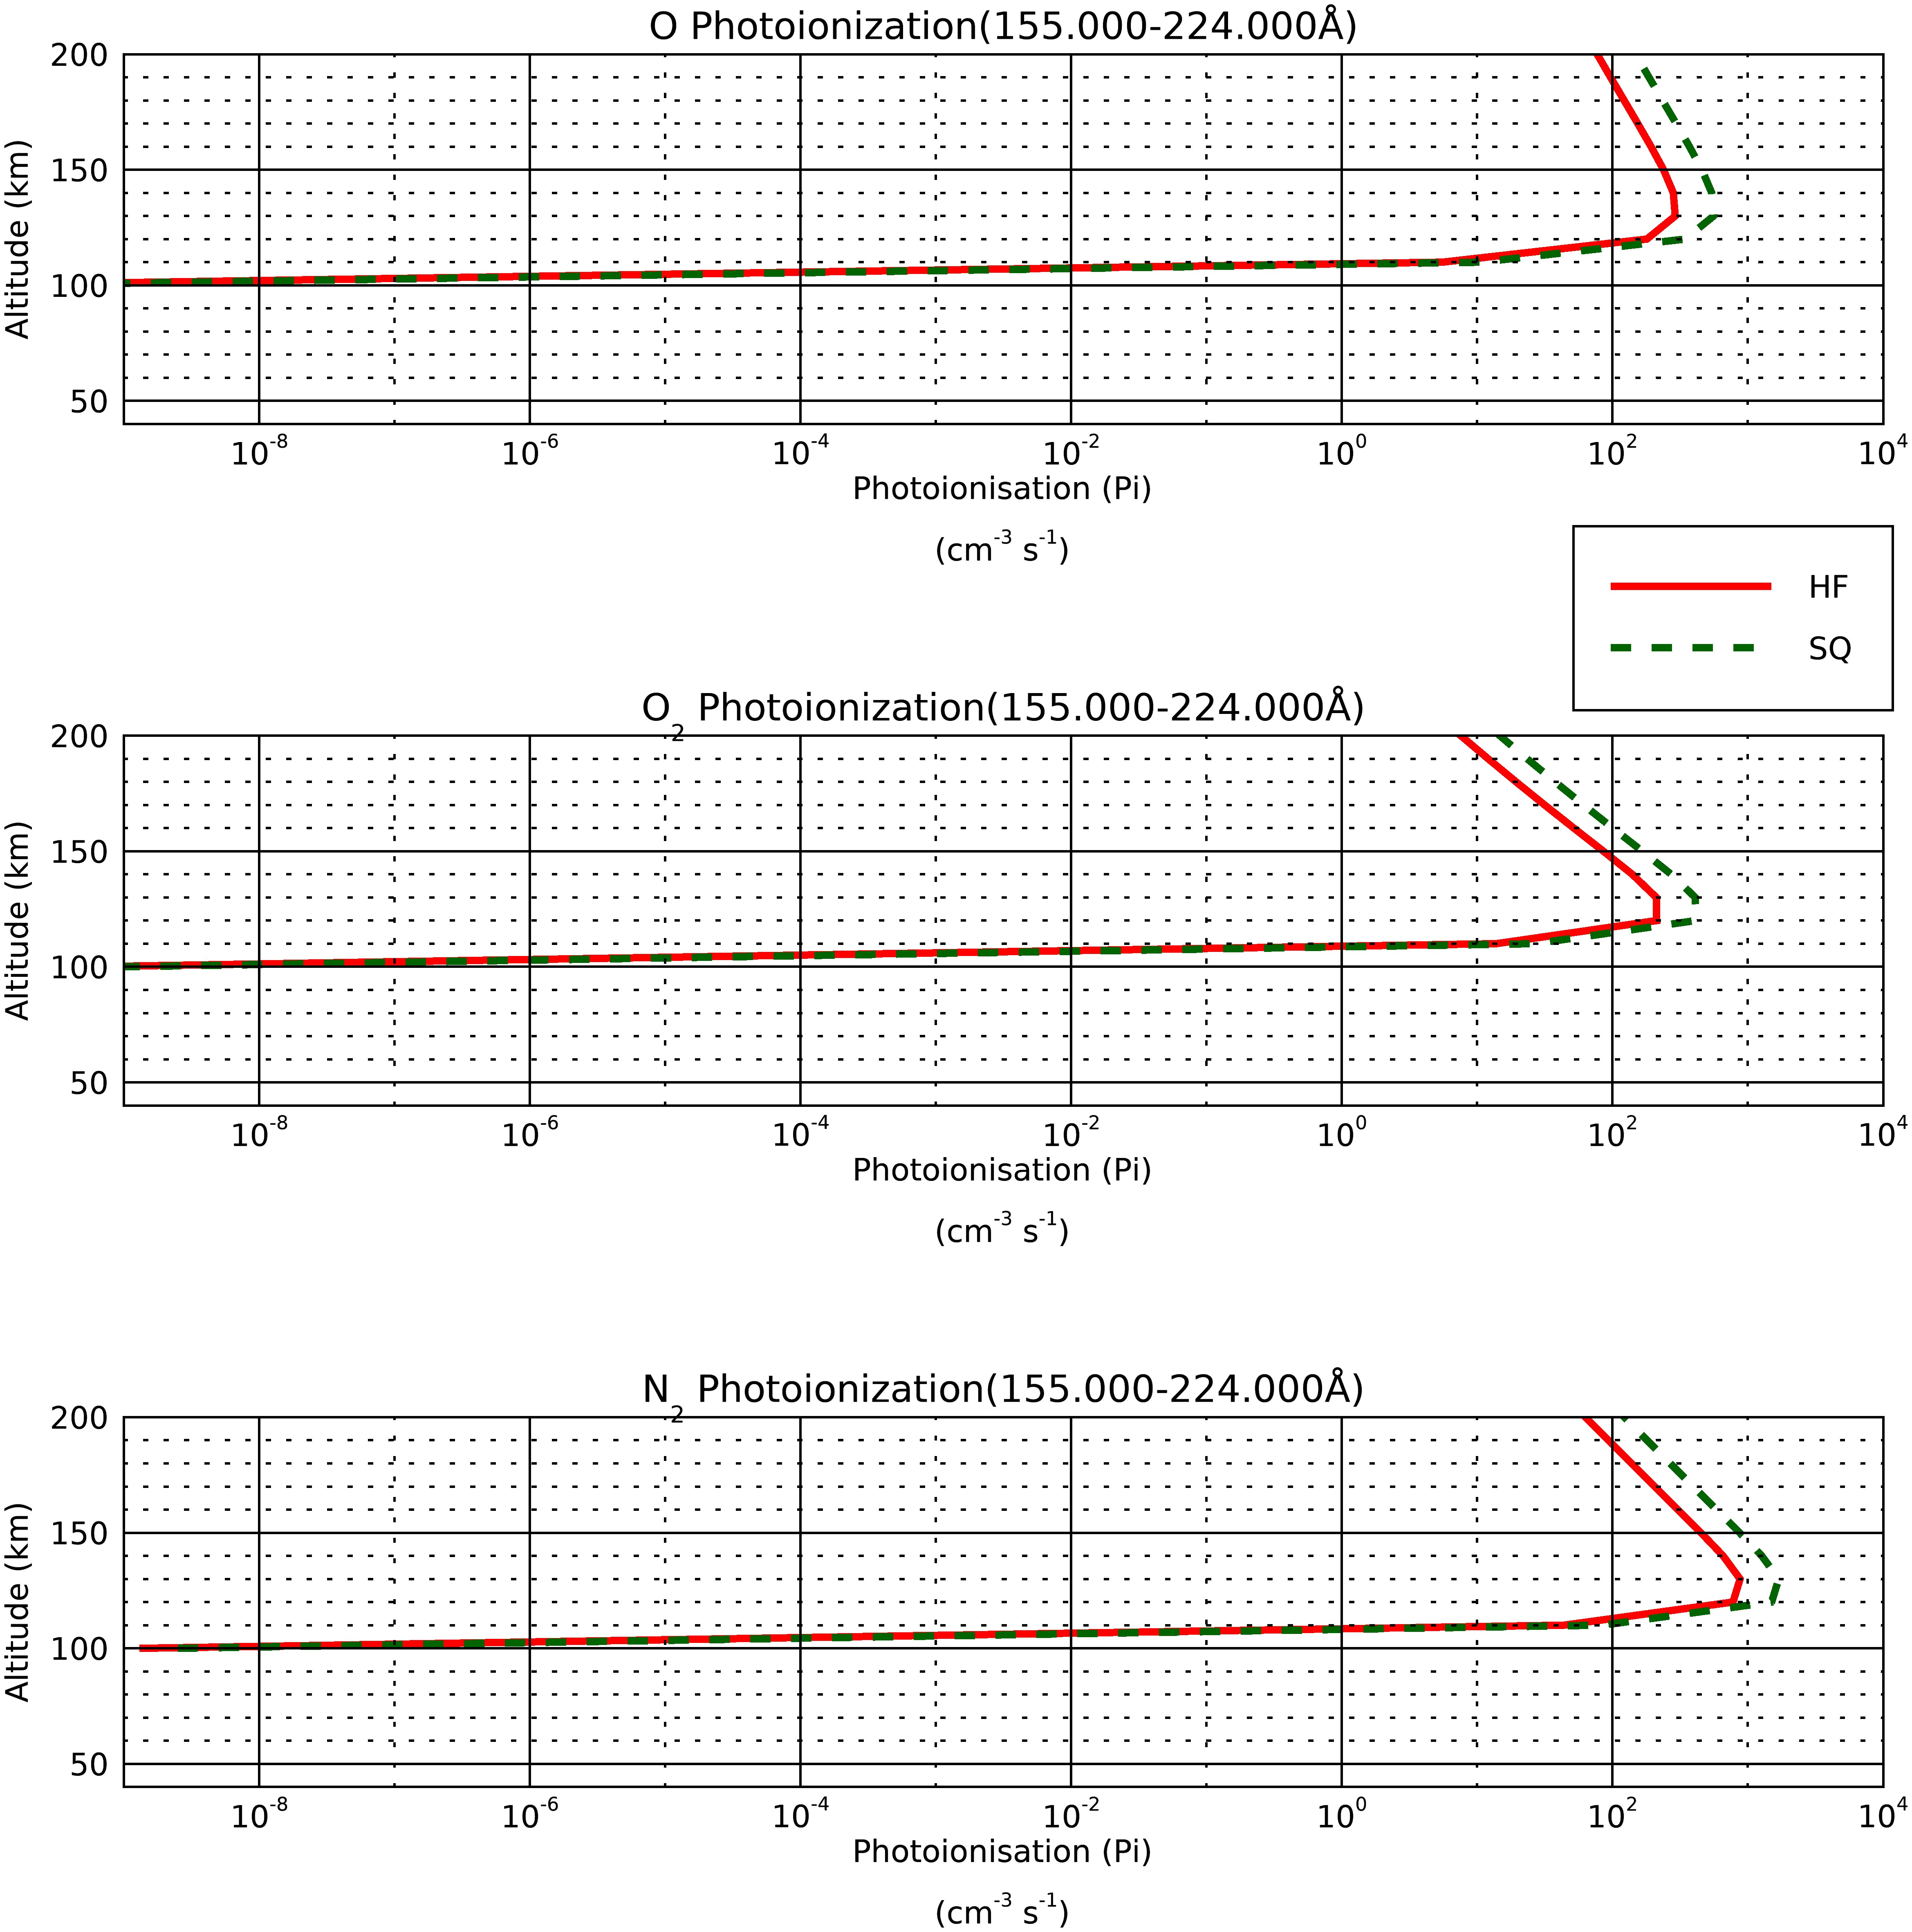 O Photoionization(155.000-224.000Å)
200
150
100
50
Altitude (km)
10⁻⁸ 10⁻⁶ 10⁻⁴ 10⁻² 10⁰ 10² 10⁴
Photoionisation (Pi)
(cm⁻³ s⁻¹)
HF
SQ
O₂ Photoionization(155.000-224.000Å)
200
150
100
50
Altitude (km)
10⁻⁸ 10⁻⁶ 10⁻⁴ 10⁻² 10⁰ 10² 10⁴
Photoionisation (Pi)
(cm⁻³ s⁻¹)
N₂ Photoionization(155.000-224.000Å)
200
150
100
50
Altitude (km)
10⁻⁸ 10⁻⁶ 10⁻⁴ 10⁻² 10⁰ 10² 10⁴
Photoionisation (Pi)
(cm⁻³ s⁻¹)